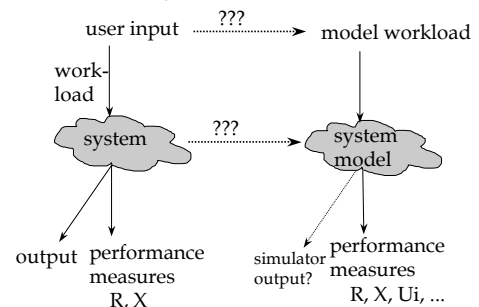 user input
???
model workload
work-
load
system
???
system
model
output
performance
measures
R, X
simulator
output?
performance
measures
R, X, Ui, ...